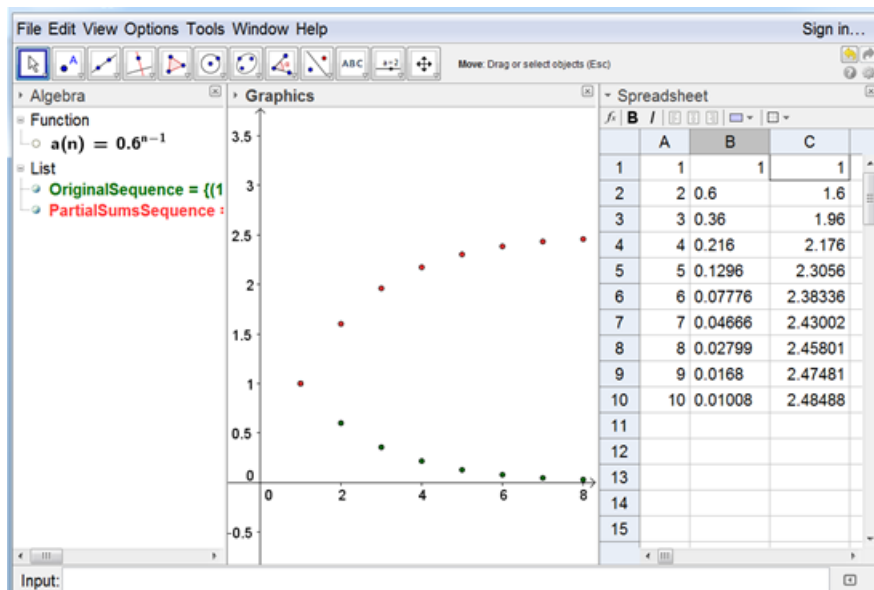 File Edit View Options Tools Window Help Sign in...
ABC a=2 Move: Drag or select objects (Esc)
Algebra
Function
a(n) = 0.6ⁿ⁻¹
List
OriginalSequence = {(1
PartialSumsSequence =
Graphics
3.5
3
2.5
2
1.5
1
0.5
0
-0.5
0 2 4 6 8
Spreadsheet
fx B I
A B C
1 1 1 1
2 2 0.6 1.6
3 3 0.36 1.96
4 4 0.216 2.176
5 5 0.1296 2.3056
6 6 0.07776 2.38336
7 7 0.04666 2.43002
8 8 0.02799 2.45801
9 9 0.0168 2.47481
10 10 0.01008 2.48488
11
12
13
14
15
Input: